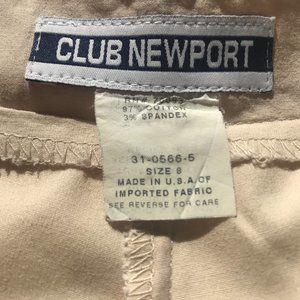 CLUB NEWPORT
97% COTTON
3% SPANDEX
31-0566-5
SIZE 8
MADE IN U.S.A. OF
IMPORTED FABRIC
SEE REVERSE FOR CARE